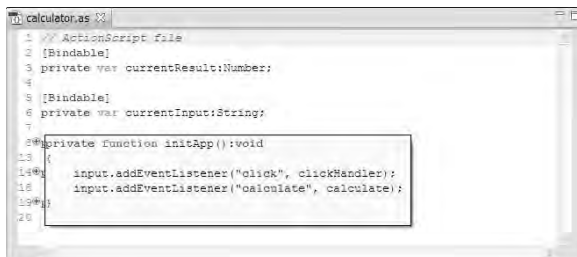 calculator.as
1 // ActionScript file
2 [Bindable]
3 private var currentResult:Number;
4
5 [Bindable]
6 private var currentInput:String;
7
8 private function initApp():void
13 {
14 input.addEventListener("click", clickHandler);
18 input.addEventListener("calculate", calculate);
19 }
20